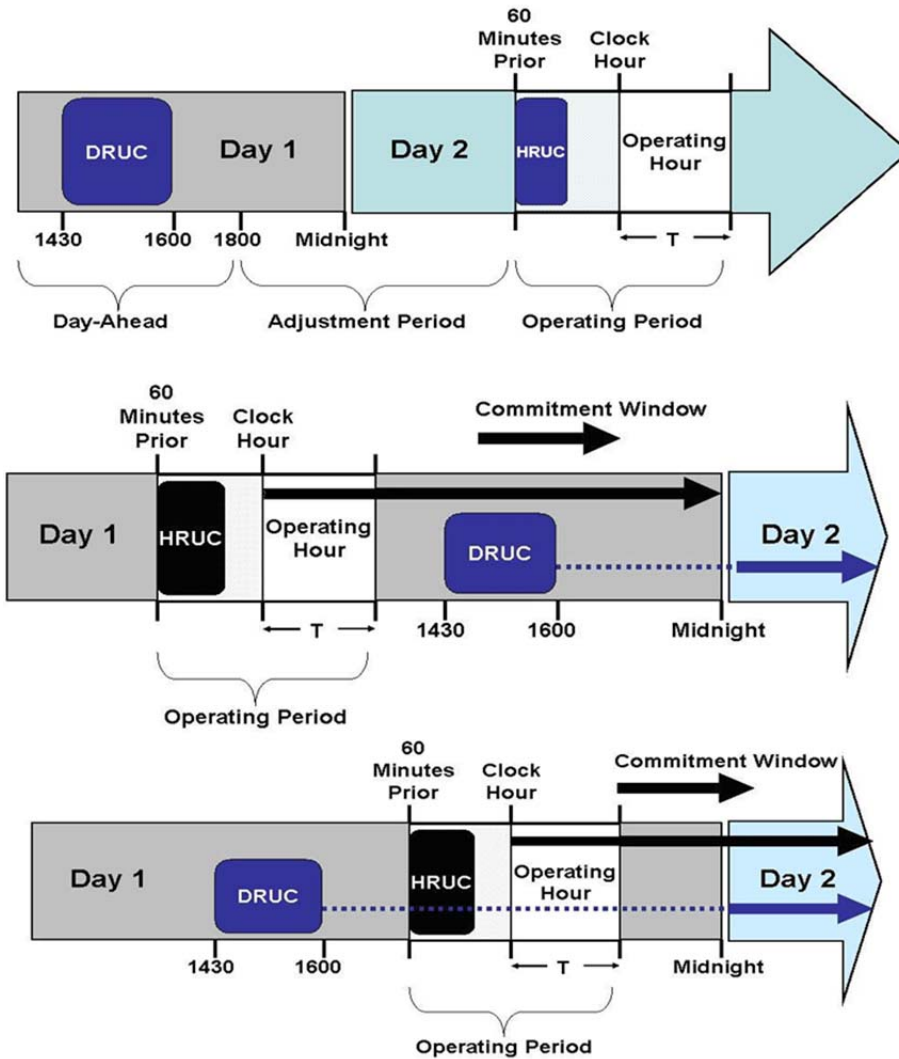 60
Minutes
Prior
Clock
Hour
DRUC
Day 1
Day 2
HRUC
Operating
Hour
1430
1600
1800
Midnight
T
Day-Ahead
Adjustment Period
Operating Period
60
Minutes
Prior
Clock
Hour
Commitment Window
Day 1
HRUC
Operating
Hour
DRUC
Day 2
T
1430
1600
Midnight
Operating Period
60
Minutes
Prior
Clock
Hour
Commitment Window
Day 1
DRUC
HRUC
Operating
Hour
Day 2
1430
1600
T
Midnight
Operating Period